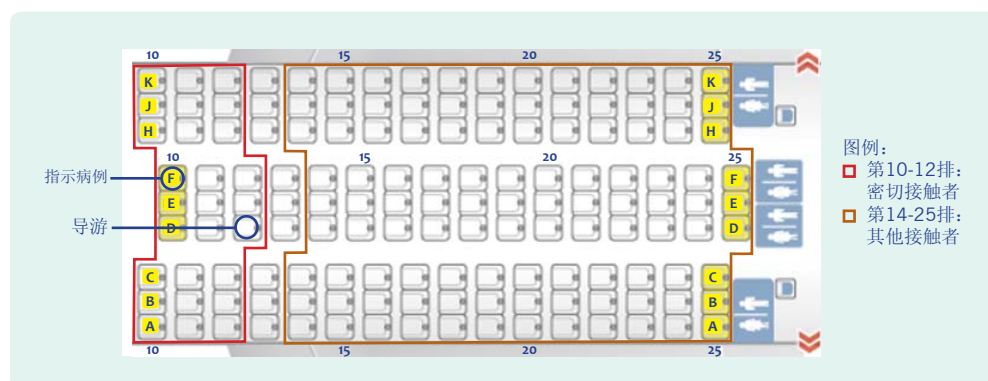 10 15 20 25
K K
J J
H H
10 15 20 25
指示病例 F F
E E
导游 D D
C C
B B
A A
10 15 20 25
图例：
第10-12排：
密切接触者
第14-25排：
其他接触者